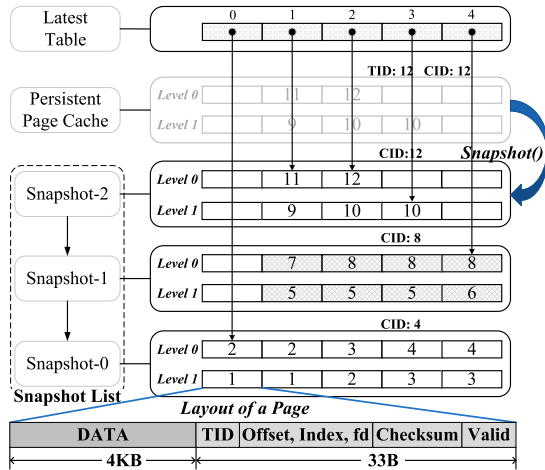 0 1 2 3 4
Latest
Table
TID: 12 CID: 12
Persistent
Page Cache
Level 0 11 12
Level 1 9 10 10
CID:12
Snapshot()
Snapshot-2
Level 0 11 12
Level 1 9 10 10
CID: 8
Snapshot-1
Level 0 7 8 8 8
Level 1 5 5 5 6
CID: 4
Snapshot-0
Level 0 2 2 3 4 4
Level 1 1 1 2 3 3
Snapshot List
Layout of a Page
DATA TID Offset, Index, fd Checksum Valid
4KB 33B